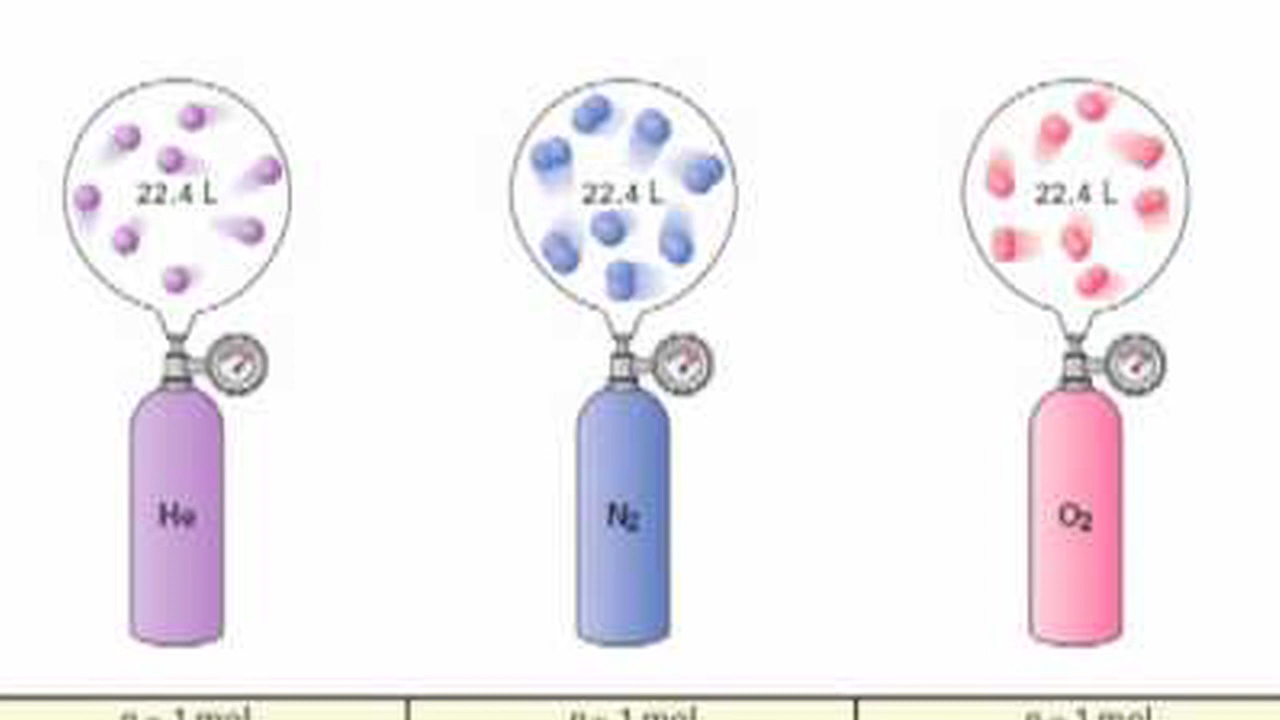 22.4 L
22.4 L
22.4 L
He
N₂
O₂
n = 1 mol
n = 1 mol
n = 1 mol